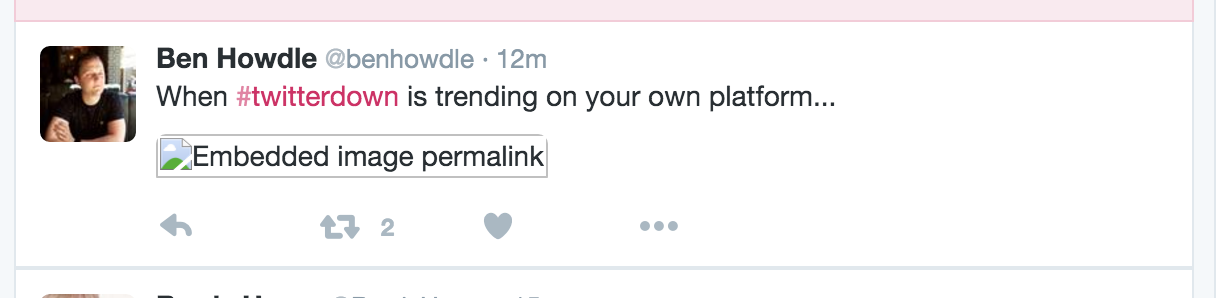 Ben Howdle @benhowdle · 12m
When #twitterdown is trending on your own platform...
Embedded image permalink
2